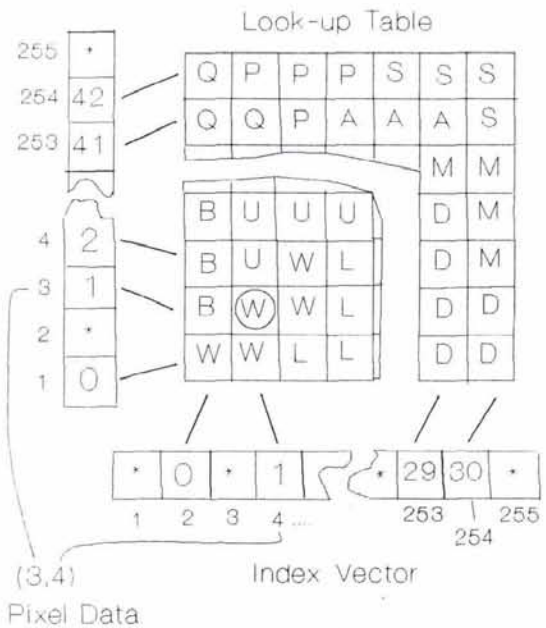 Look-up Table
255 *
254 42
253 41
Q P P P S S S
Q Q P A A A S
M M
B U U U D M
4 2
B U W L D M
3 1
B W W L D D
2 *
1 0
W W L L D D
* 0 * 1 * 29 30 *
1 2 3 4 .... 253 254 255
(3,4)
Index Vector
Pixel Data